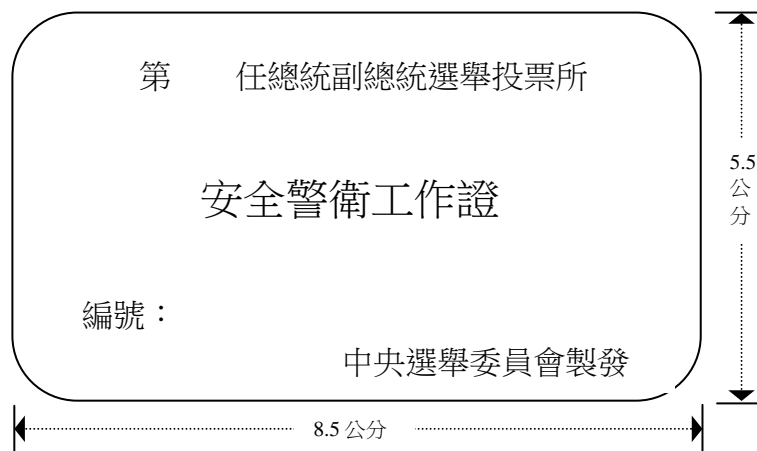 第　　任總統副總統選舉投票所
安全警衛工作證
編號：
中央選舉委員會製發
5.5
公
分
8.5 公分